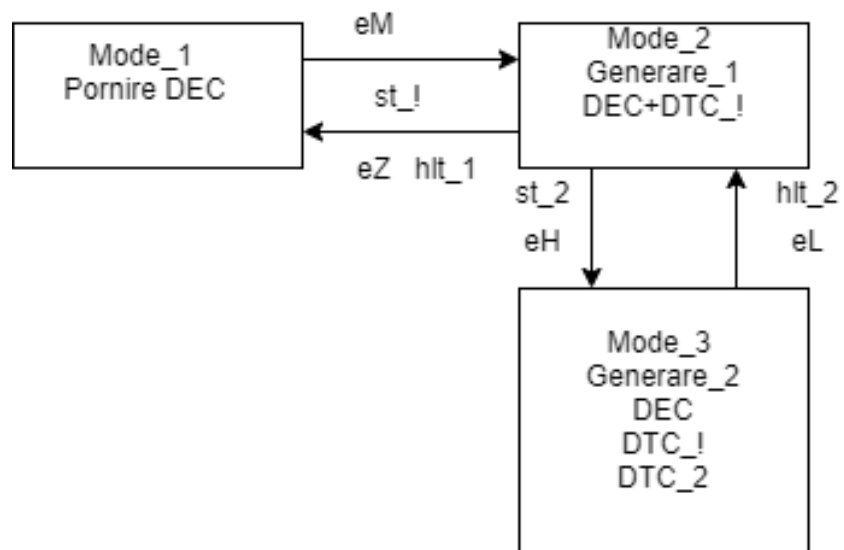 Mode_1
Pornire DEC
eM
st_!
eZ hlt_1
Mode_2
Generare_1
DEC+DTC_!
st_2
eH
hlt_2
eL
Mode_3
Generare_2
DEC
DTC_!
DTC_2